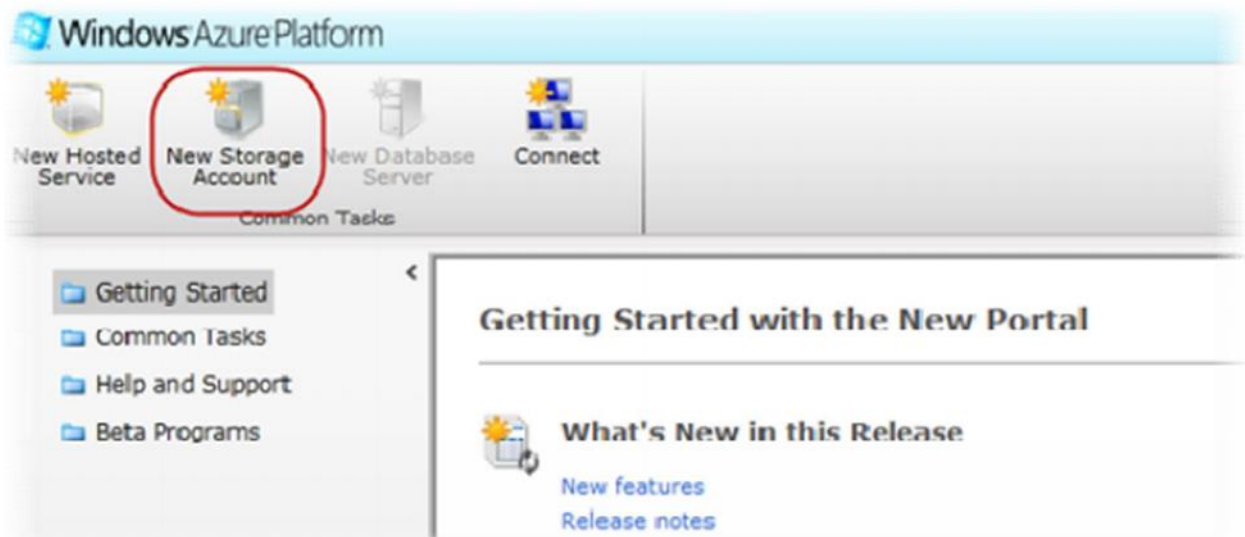 Windows Azure Platform
New Hosted Service
New Storage Account
New Database Server
Connect
Common Tasks
<
Getting Started
Common Tasks
Help and Support
Beta Programs
Getting Started with the New Portal
What's New in this Release
New features
Release notes